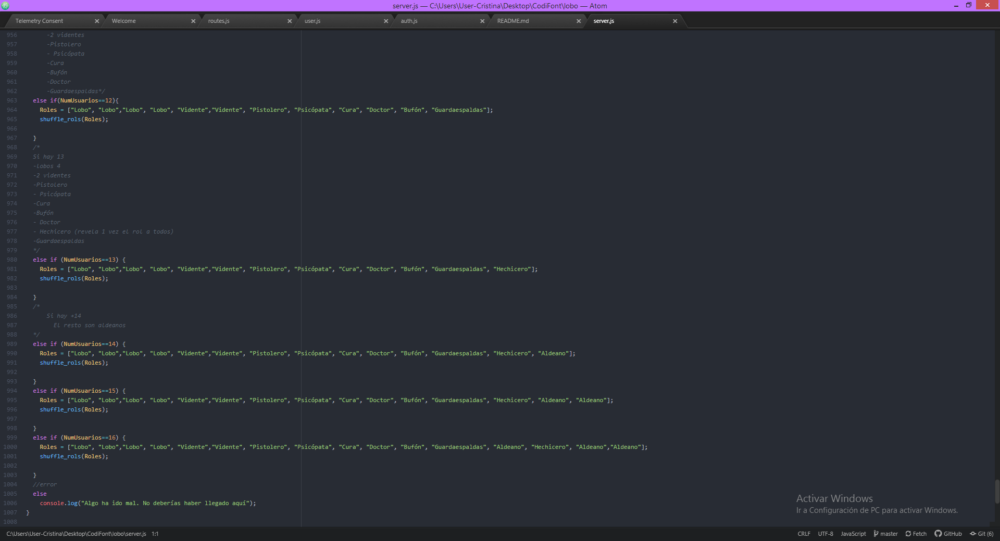 server.js — C:\Users\User-Cristina\Desktop\CodiFont\lobo — Atom
Telemetry Consent
Welcome
routes.js
user.js
auth.js
README.md
server.js
956 -2 videntes
957 -Pistolero
958 - Psicópata
959 -Cura
960 -Bufón
961 -Doctor
962 -Guardaespaldas*/
963 else if(NumUsuarios==12){
964 Roles = ["Lobo", "Lobo","Lobo", "Lobo", "Vidente","Vidente", "Pistolero", "Psicópata", "Cura", "Doctor", "Bufón", "Guardaespaldas"];
965 shuffle_rols(Roles);
966
967 }
968 /*
969 Si hay 13
970 -lobos 4
971 -2 videntes
972 -Pistolero
973 - Psicópata
974 -Cura
975 -Bufón
976 - Doctor
977 - Hechicero (revela 1 vez el rol a todos)
978 -Guardaespaldas
979 */
980 else if (NumUsuarios==13) {
981 Roles = ["Lobo", "Lobo","Lobo", "Lobo", "Vidente","Vidente", "Pistolero", "Psicópata", "Cura", "Doctor", "Bufón", "Guardaespaldas", "Hechicero"];
982 shuffle_rols(Roles);
983
984 }
985 /*
986 Si hay +14
987 El resto son aldeanos
988 */
989 else if (NumUsuarios==14) {
990 Roles = ["Lobo", "Lobo","Lobo", "Lobo", "Vidente","Vidente", "Pistolero", "Psicópata", "Cura", "Doctor", "Bufón", "Guardaespaldas", "Hechicero", "Aldeano"];
991 shuffle_rols(Roles);
992
993 }
994 else if (NumUsuarios==15) {
995 Roles = ["Lobo", "Lobo","Lobo", "Lobo", "Vidente","Vidente", "Pistolero", "Psicópata", "Cura", "Doctor", "Bufón", "Guardaespaldas", "Hechicero", "Aldeano", "Aldeano"];
996 shuffle_rols(Roles);
997
998 }
999 else if (NumUsuarios==16) {
1000 Roles = ["Lobo", "Lobo","Lobo", "Lobo", "Vidente","Vidente", "Pistolero", "Psicópata", "Cura", "Doctor", "Bufón", "Guardaespaldas", "Aldeano", "Hechicero", "Aldeano","Aldeano"];
1001 shuffle_rols(Roles);
1002
1003 }
1004 //error
1005 else
1006 console.log("Algo ha ido mal. No deberías haber llegado aquí");
1007 }
1008
Activar Windows
Ir a Configuración de PC para activar Windows.
C:\Users\User-Cristina\Desktop\CodiFont\lobo\server.js 1:1
CRLF UTF-8 JavaScript master Fetch GitHub Git (6)